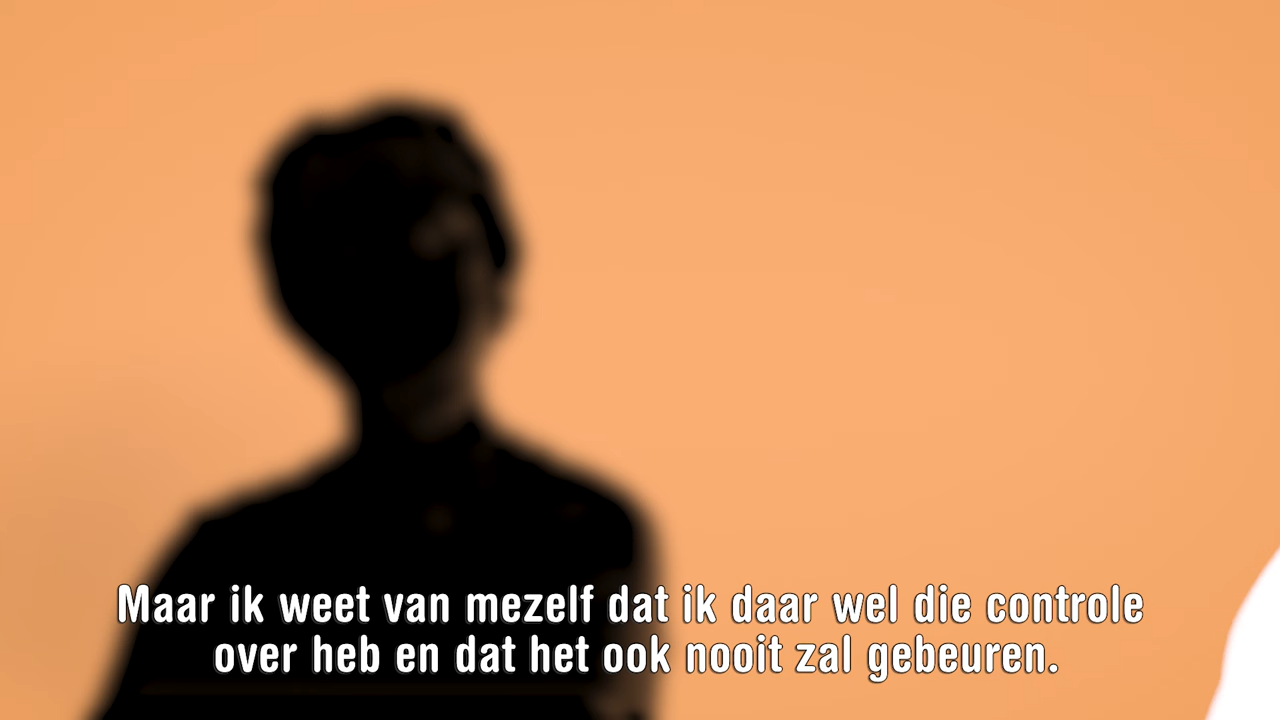 Maar ik weet van mezelf dat ik daar wel die controle
over heb en dat het ook nooit zal gebeuren.